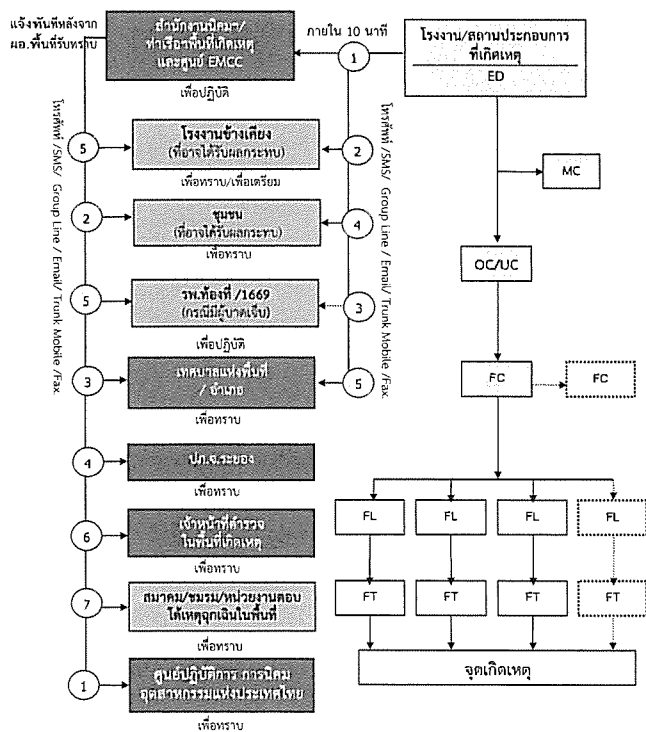 แจ้งทันทีหลังจาก
ผอ.พื้นที่รับทราบ
สำนักงานนิคมฯ/
ท่าเรือฯพื้นที่เกิดเหตุ
และศูนย์ EMCC
เพื่อปฏิบัติ
ภายใน 10 นาที
1
โรงงาน/สถานประกอบการ
ที่เกิดเหตุ
ED
โทรศัพท์ /SMS/ Group Line / Email/ Trunk Mobile /Fax.
5
โรงงานข้างเคียง
(ที่อาจได้รับผลกระทบ)
2
เพื่อทราบ/เพื่อเตรียม
โทรศัพท์ /SMS/ Group Line / Email/ Trunk Mobile /Fax.
MC
2
ชุมชน
(ที่อาจได้รับผลกระทบ)
4
เพื่อทราบ
OC/UC
5
รพ.ท้องที่ /1669
(กรณีมีผู้บาดเจ็บ)
3
เพื่อปฏิบัติ
3
เทศบาลแห่งพื้นที่
/ อำเภอ
5
เพื่อทราบ
FC
FC
4
ปภ.จ.ระยอง
เพื่อทราบ
6
เจ้าหน้าที่ตำรวจ
ในพื้นที่เกิดเหตุ
เพื่อทราบ
FL
FL
FL
FL
7
สมาคม/ชมรม/หน่วยงานตอบ
โต้เหตุฉุกเฉินในพื้นที่
เพื่อทราบ
FT
FT
FT
FT
1
ศูนย์ปฏิบัติการ การนิคม
อุตสาหกรรมแห่งประเทศไทย
เพื่อทราบ
จุดเกิดเหตุ